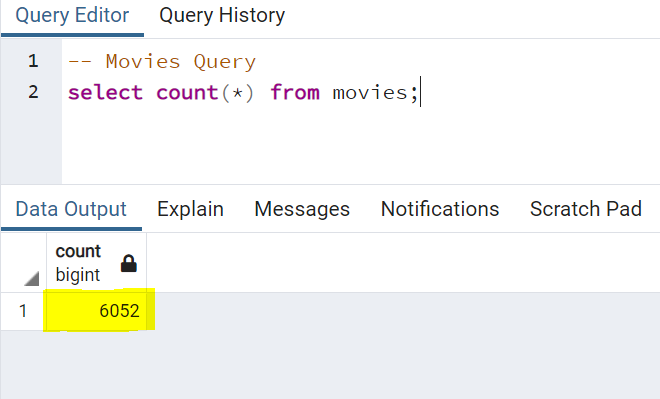 Query Editor Query History
1 -- Movies Query
2 select count(*) from movies;
Data Output Explain Messages Notifications Scratch Pad
count
bigint
1 6052